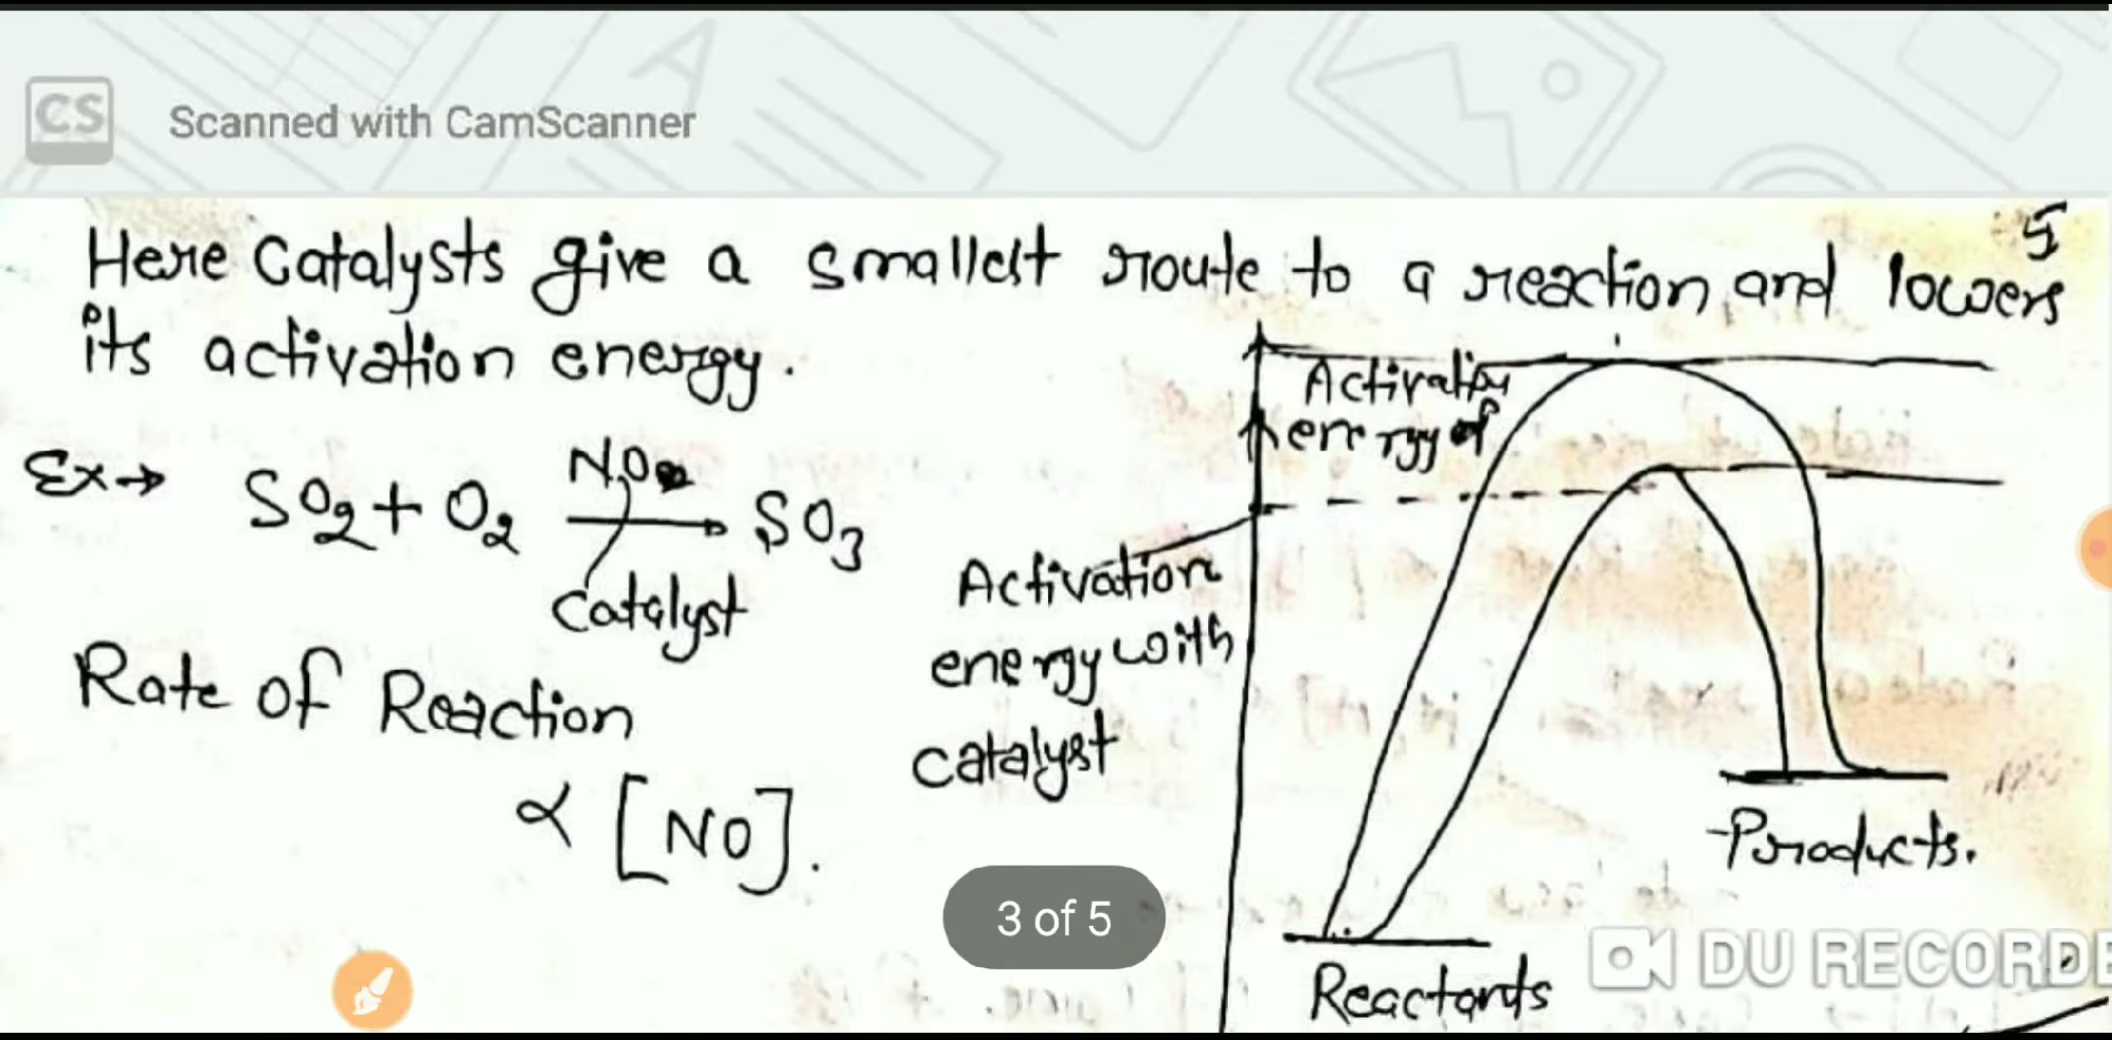 CS Scanned with CamScanner
5
Here Catalysts give a smallest route to a reaction and lowers
its activation energy.
Ex→ SO2 + O2 NO → SO3
Catalyst
Rate of Reaction
∝ [NO].
Activation
energy of
Activation
energy with
catalyst
Products.
Reactants
3 of 5
DU RECORDE